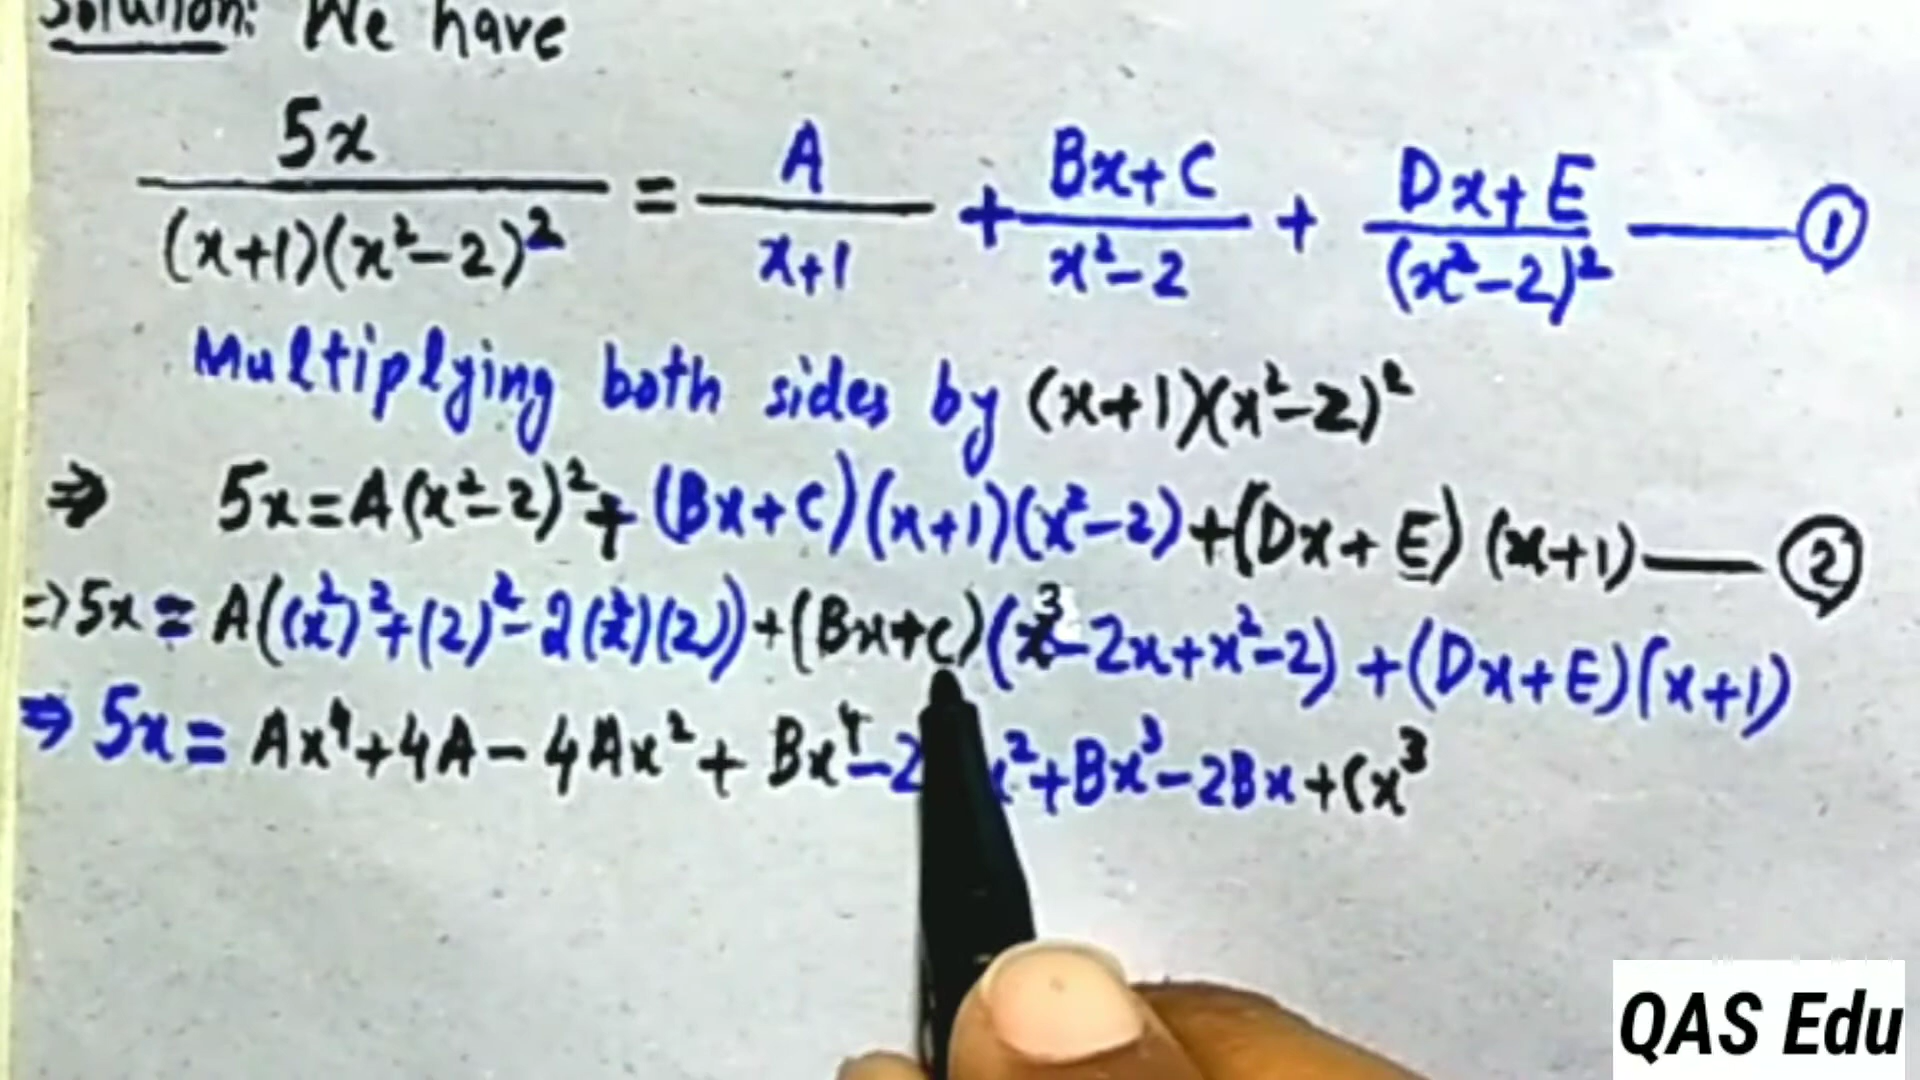 Solution: We have
5x / (x+1)(x²-2)² = A / x+1 + Bx+C / x²-2 + Dx+E / (x²-2)² —— ①
Multiplying both sides by (x+1)(x²-2)²
⇒ 5x=A(x²-2)²+(Bx+C)(x+1)(x²-2)+(Dx+E)(x+1)—— ②
=> 5x = A((x²)²+(2)²-2(x²)(2))+(Bx+C)(x³-2x+x²-2)+(Dx+E)(x+1)
⇒ 5x = Ax⁴+4A-4Ax²+Bx⁴-2 x²+Bx³-2Bx+Cx³
QAS Edu